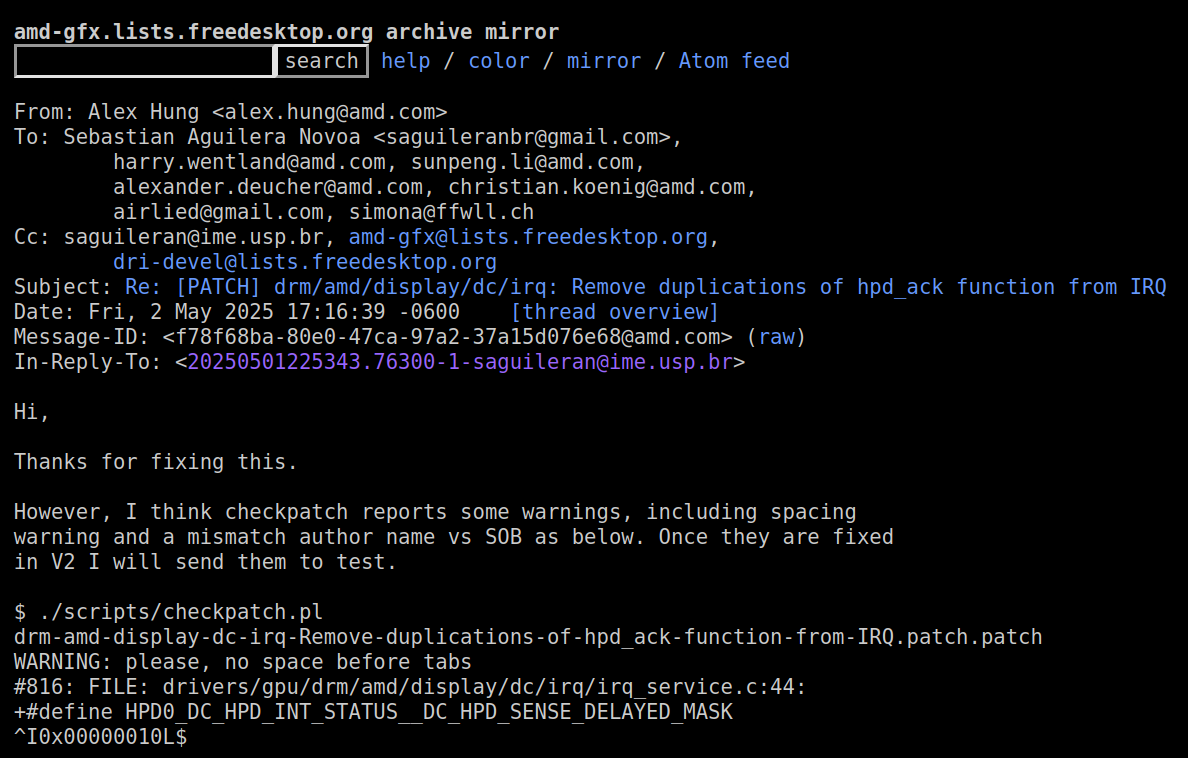 amd-gfx.lists.freedesktop.org archive mirror
search help / color / mirror / Atom feed
From: Alex Hung <alex.hung@amd.com>
To: Sebastian Aguilera Novoa <saguileranbr@gmail.com>,
harry.wentland@amd.com, sunpeng.li@amd.com,
alexander.deucher@amd.com, christian.koenig@amd.com,
airlied@gmail.com, simona@ffwll.ch
Cc: saguileran@ime.usp.br, amd-gfx@lists.freedesktop.org,
dri-devel@lists.freedesktop.org
Subject: Re: [PATCH] drm/amd/display/dc/irq: Remove duplications of hpd_ack function from IRQ
Date: Fri, 2 May 2025 17:16:39 -0600    [thread overview]
Message-ID: <f78f68ba-80e0-47ca-97a2-37a15d076e68@amd.com> (raw)
In-Reply-To: <20250501225343.76300-1-saguileran@ime.usp.br>
Hi,
Thanks for fixing this.
However, I think checkpatch reports some warnings, including spacing
warning and a mismatch author name vs SOB as below. Once they are fixed
in V2 I will send them to test.
$ ./scripts/checkpatch.pl
drm-amd-display-dc-irq-Remove-duplications-of-hpd_ack-function-from-IRQ.patch.patch
WARNING: please, no space before tabs
#816: FILE: drivers/gpu/drm/amd/display/dc/irq/irq_service.c:44:
+#define HPD0_DC_HPD_INT_STATUS__DC_HPD_SENSE_DELAYED_MASK
^I0x00000010L$